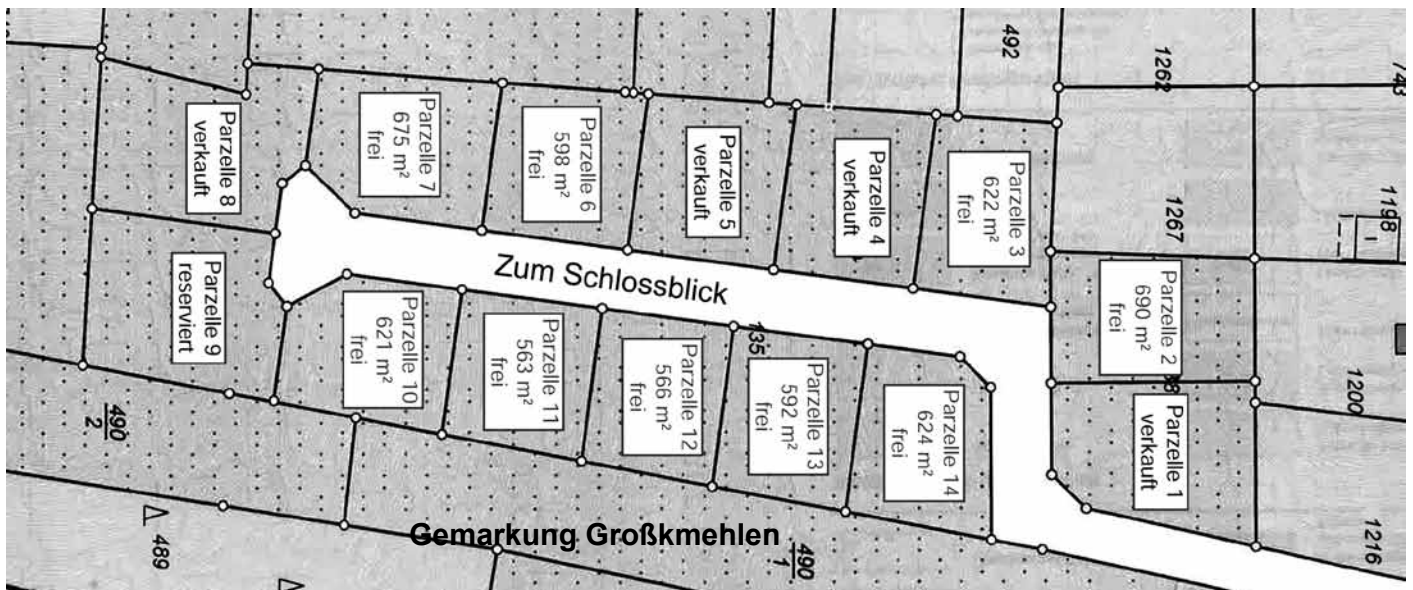 Parzelle 8
verkauft
Parzelle 7
675 m²
frei
Parzelle 6
598 m²
frei
Parzelle 5
verkauft
Parzelle 4
verkauft
Parzelle 3
622 m²
frei
492
1262
743
1267
1198
Parzelle 2
690 m²
frei
Parzelle 9
reserviert
Zum Schlossblick
135
Parzelle 10
621 m²
frei
Parzelle 11
563 m²
frei
Parzelle 12
566 m²
frei
Parzelle 13
592 m²
frei
Parzelle 14
624 m²
frei
Parzelle 1
verkauft
1200
490
2
489
Gemarkung Großkmehlen
490
1
1216